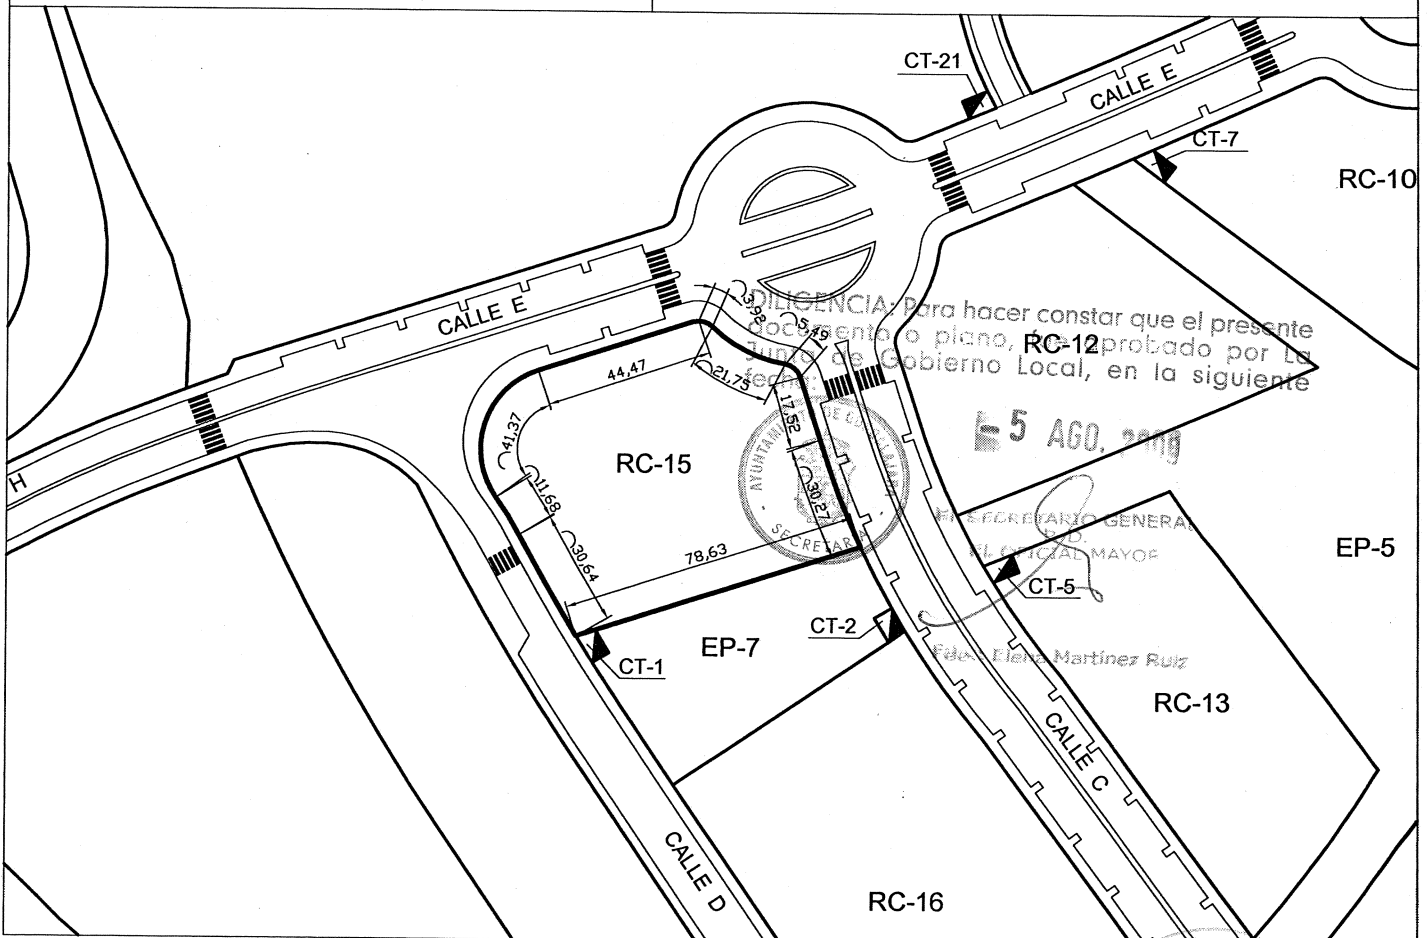 CT-21
CALLE E
CT-7
RC-10
CALLE E
3,92
5,49
DILIGENCIA: Para hacer constar que el presente
documento o plano, fue aprobado por La
Junta de Gobierno Local, en la siguiente
fecha:
RC-12
44,47
21,75
17,52
41,37
11,68
30,64
30,27
78,63
RC-15
- 5 AGO.
AYUNTAMIENTO DE
SECRETARIA
H
EL SECRETARIO GENERAL
P.D.
EL OFICIAL MAYOR
EP-5
CT-5
CT-2
EP-7
CT-1
Fdo.: Elena Martínez Ruiz
RC-13
CALLE C
CALLE D
RC-16